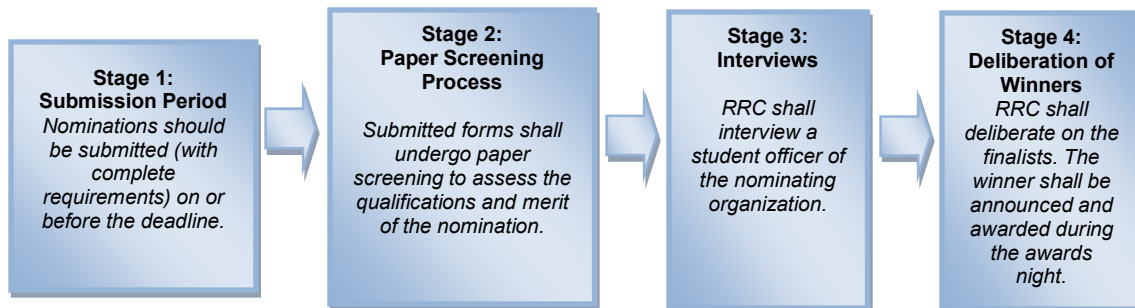 Stage 1:
Submission Period
Nominations should
be submitted (with
complete
requirements) on or
before the deadline.
Stage 2:
Paper Screening
Process
Submitted forms shall
undergo paper
screening to assess the
qualifications and merit
of the nomination.
Stage 3:
Interviews
RRC shall
interview a
student officer of
the nominating
organization.
Stage 4:
Deliberation of
Winners
RRC shall
deliberate on the
finalists. The
winner shall be
announced and
awarded during
the awards
night.